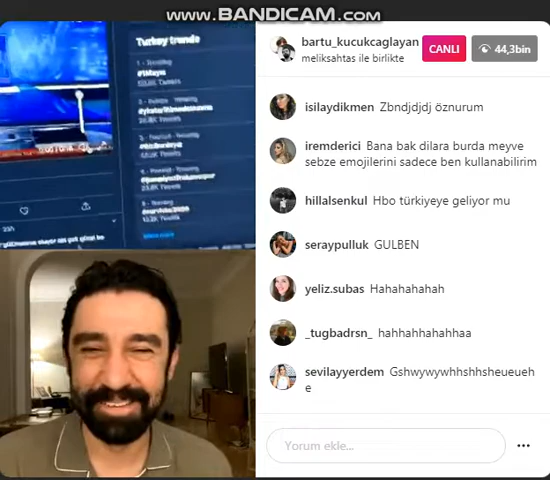 www.BANDICAM.com
Turkey trends
bartu_kucukcaglayan
meliksahtas ile birlikte
CANLI
44,3bin
isilaydikmen Zbndjdjdj öznurum
iremderici Bana bak dilara burda meyve
sebze emojilerini sadece ben kullanabilirim
hillalsenkul Hbo türkiyeye geliyor mu
seraypulluk GULBEN
yeliz.subas Hahahahahah
_tugbadrsn_ hahhahhahahhaa
sevilayyerdem Gshwywywhhshhsheueuehe
e
Yorum ekle...